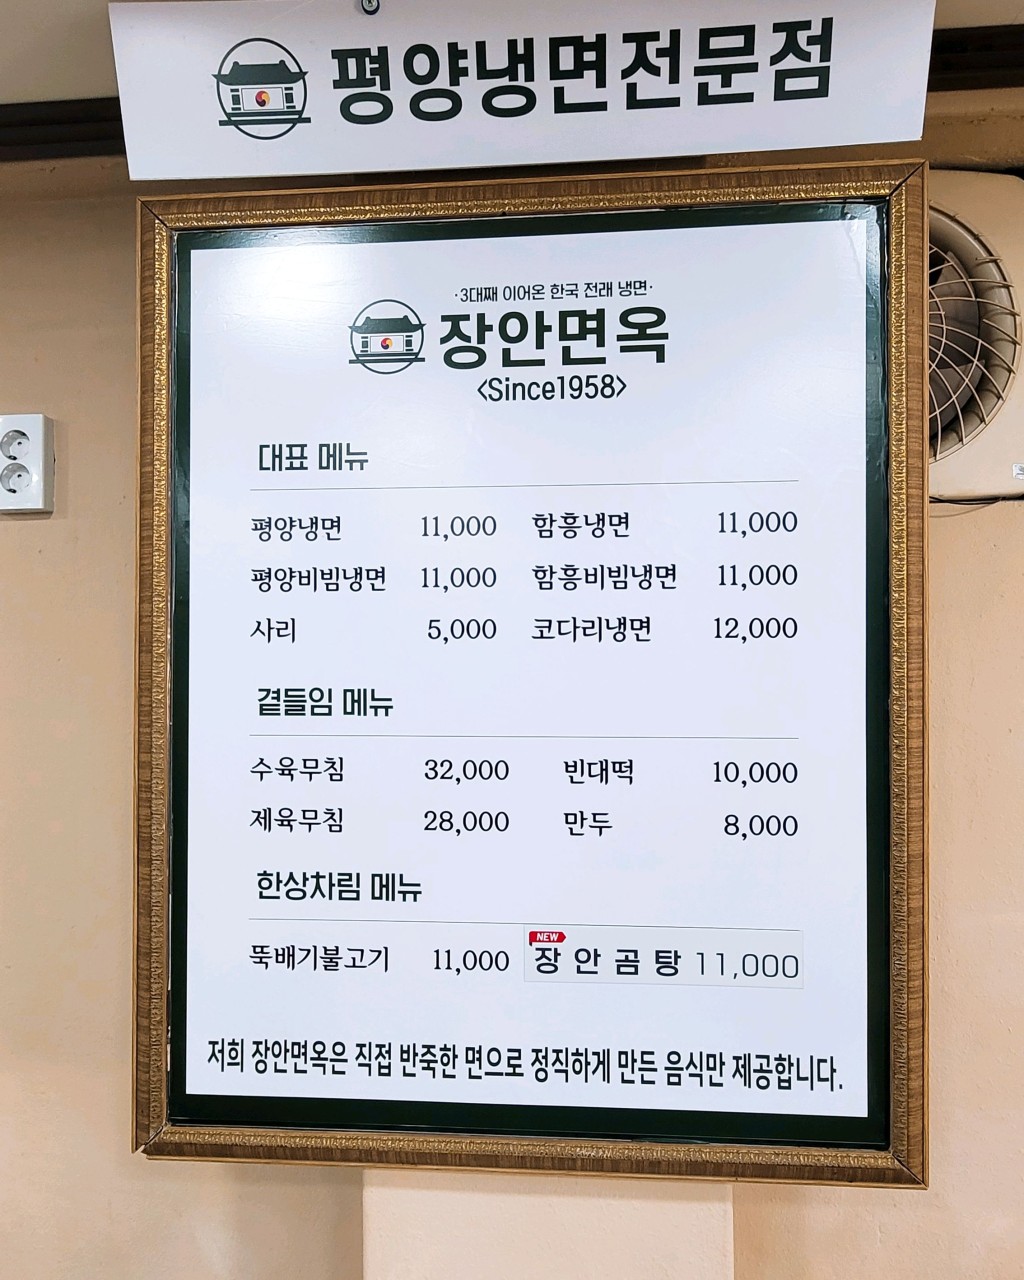 평양냉면전문점
·3대째 이어온 한국 전래 냉면·
장안면옥
<Since1958>
대표 메뉴
평양냉면 11,000 함흥냉면 11,000
평양비빔냉면 11,000 함흥비빔냉면 11,000
사리 5,000 코다리냉면 12,000
곁들임 메뉴
수육무침 32,000 빈대떡 10,000
제육무침 28,000 만두 8,000
한상차림 메뉴
NEW
뚝배기불고기 11,000 장안곰탕 11,000
저희 장안면옥은 직접 반죽한 면으로 정직하게 만든 음식만 제공합니다.